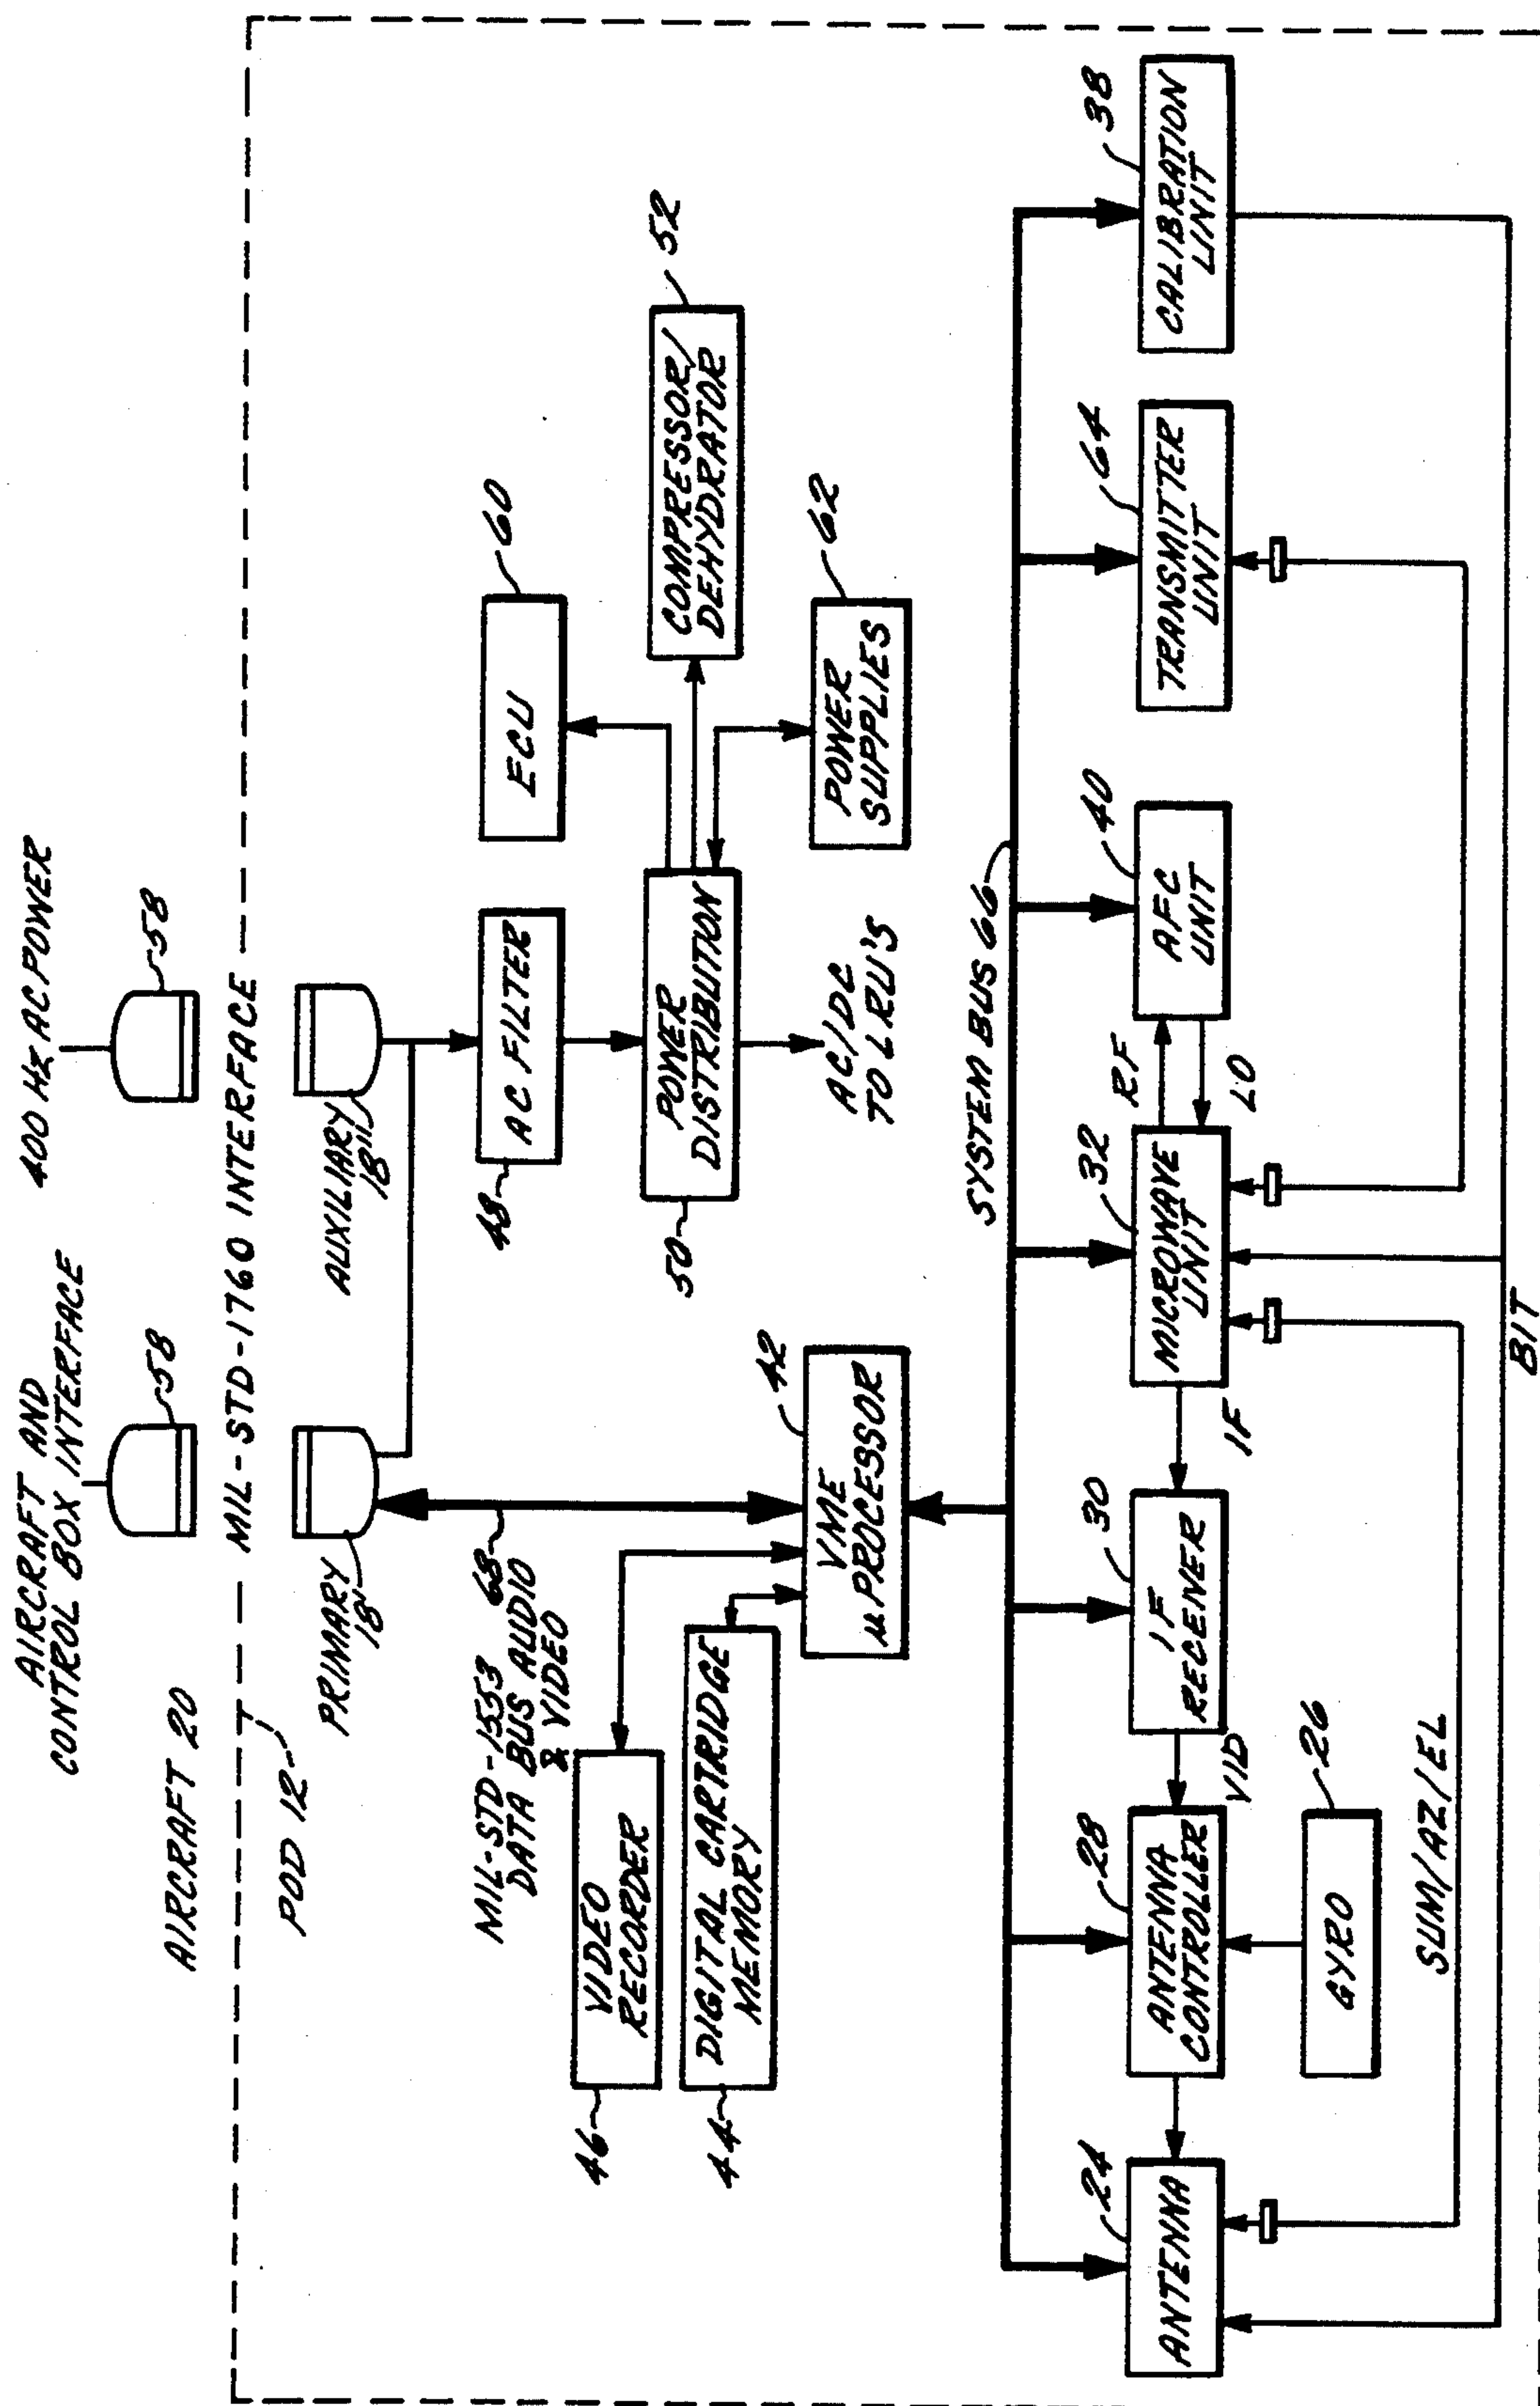 AIRCRAFT AND
CONTROL BOX INTERFACE
400 Hz AC POWER
58
58
AIRCRAFT 20
MIL-STD-1760 INTERFACE
POD 12
PRIMARY
18'
AUXILIARY
18"
MIL-STD-1553
DATA BUS AUDIO
& VIDEO
68
46
VIDEO
RECORDER
44
DIGITAL CARTRIDGE
MEMORY
42
VME
µ PROCESSOR
48
AC FILTER
50
POWER
DISTRIBUTION
AC/DC
TO LRU'S
60
ECU
52
COMPRESSOR/
DEHYDRATOR
62
POWER
SUPPLIES
SYSTEM BUS 66
24
ANTENNA
28
ANTENNA
CONTROLLER
VID
30
IF
RECEIVER
IF
32
MICROWAVE
UNIT
RF
LO
40
AFC
UNIT
64
TRANSMITTER
UNIT
38
CALIBRATION
UNIT
26
GYRO
SUM/AZ/EL
BIT